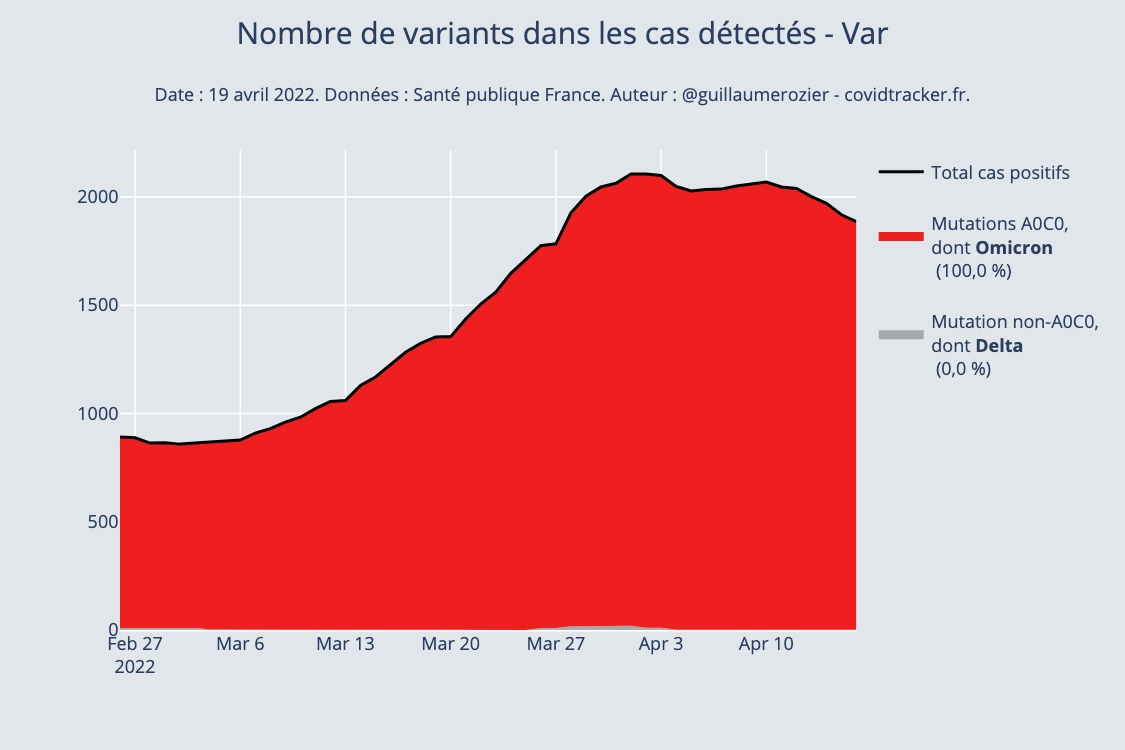 Nombre de variants dans les cas détectés - Var
Date : 19 avril 2022. Données : Santé publique France. Auteur : @guillaumerozier - covidtracker.fr.
2000
1500
1000
500
0
Feb 27
2022
Mar 6
Mar 13
Mar 20
Mar 27
Apr 3
Apr 10
Total cas positifs
Mutations A0C0,
dont Omicron
(100,0 %)
Mutation non-A0C0,
dont Delta
(0,0 %)